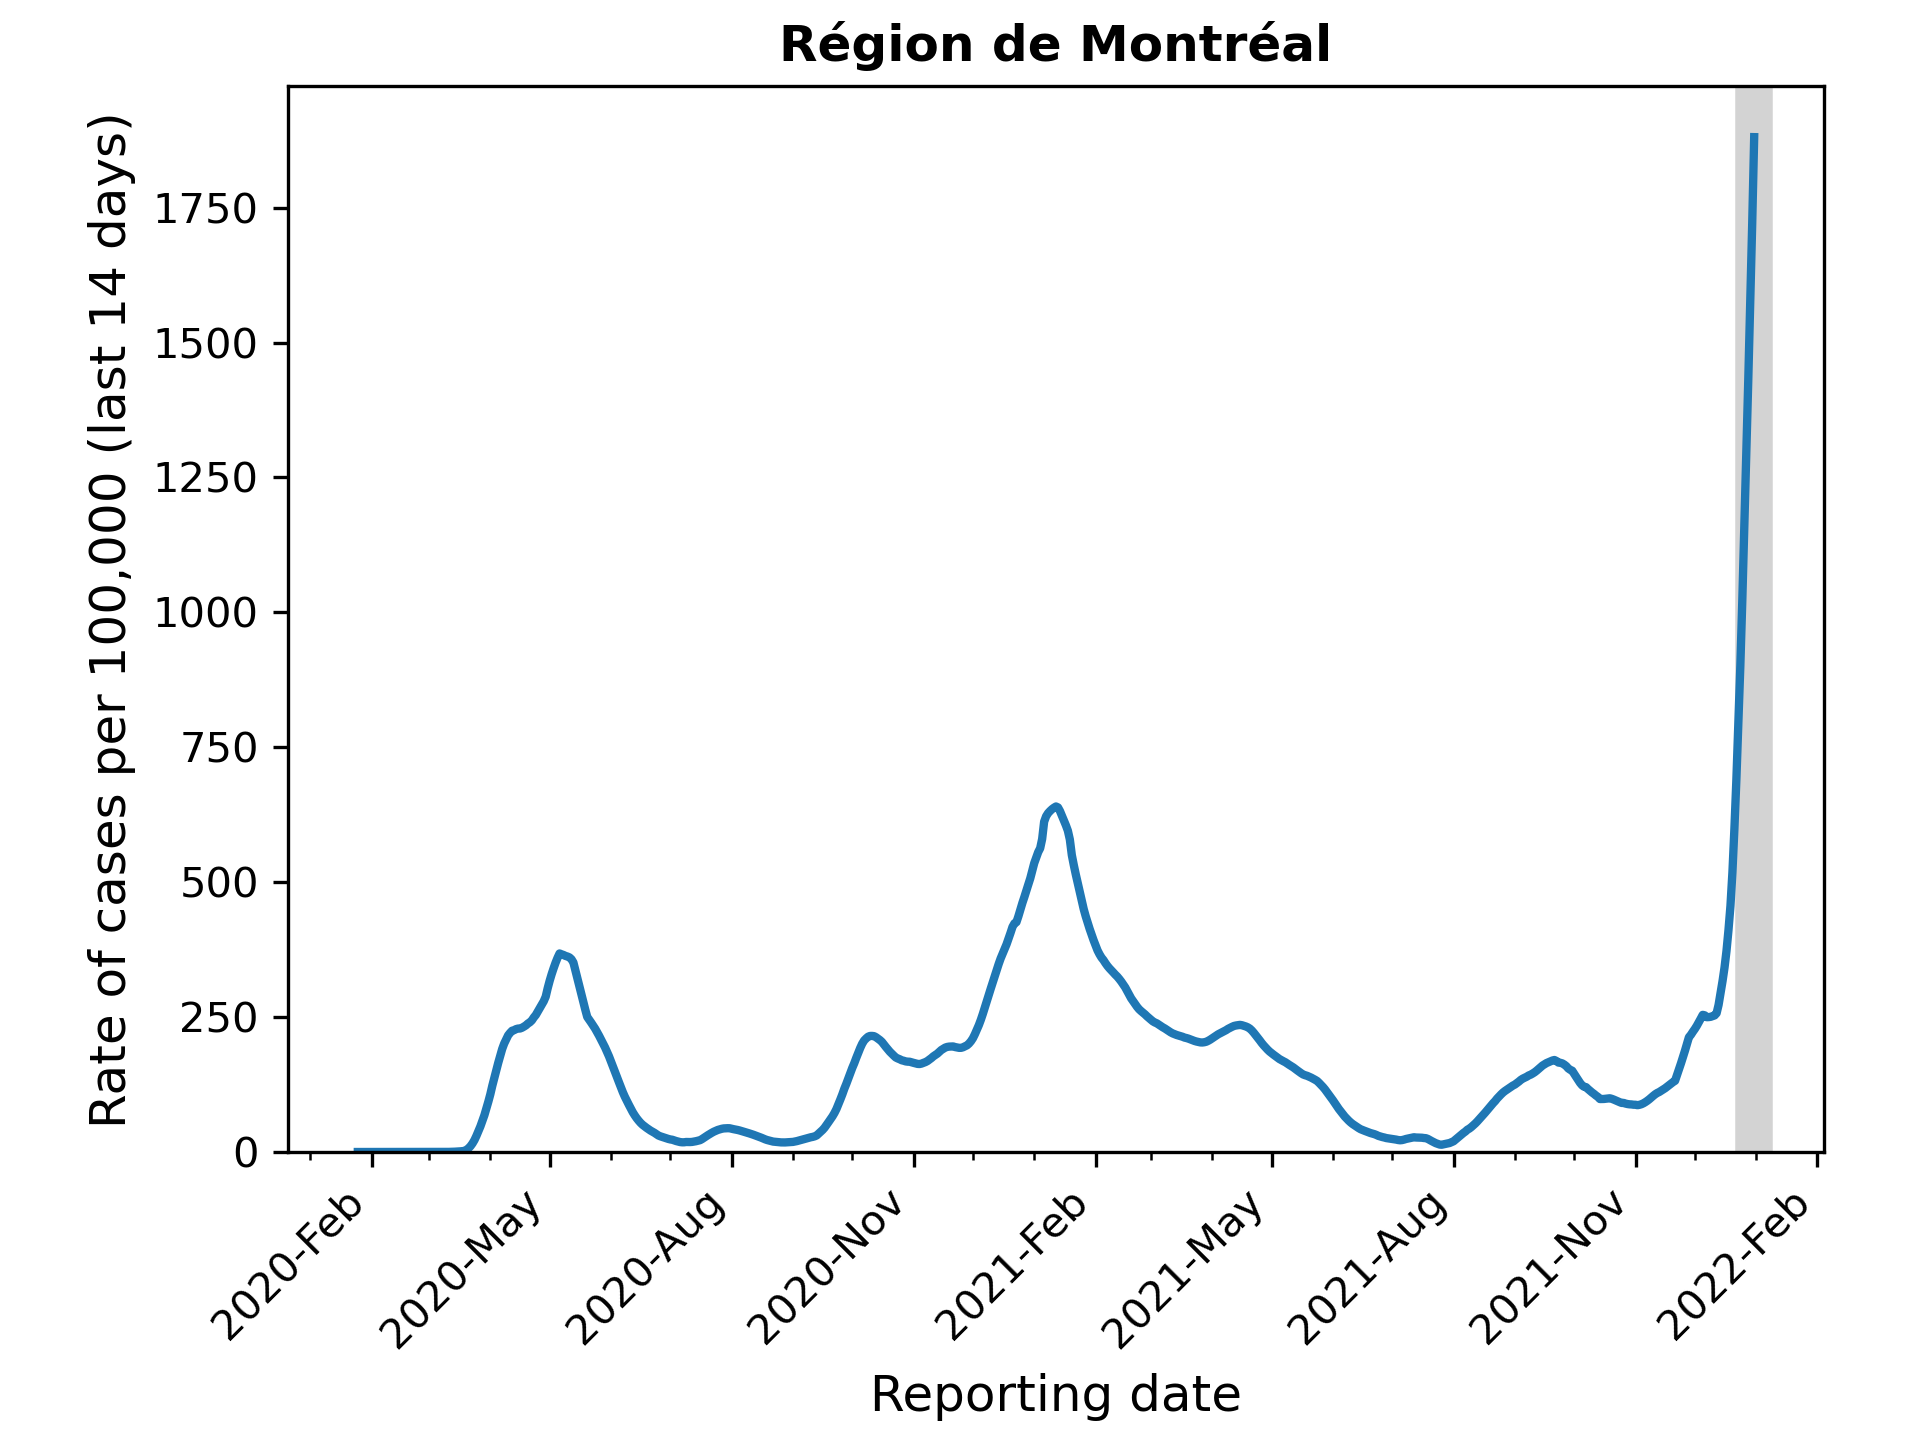 Région de Montréal
Rate of cases per 100,000 (last 14 days)
1750
1500
1250
1000
750
500
250
0
2020-Feb
2020-May
2020-Aug
2020-Nov
2021-Feb
2021-May
2021-Aug
2021-Nov
2022-Feb
Reporting date